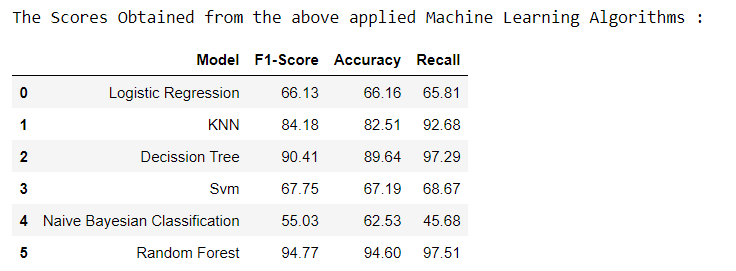 The Scores Obtained from the above applied Machine Learning Algorithms :
Model F1-Score Accuracy Recall
0 Logistic Regression 66.13 66.16 65.81
1 KNN 84.18 82.51 92.68
2 Decission Tree 90.41 89.64 97.29
3 Svm 67.75 67.19 68.67
4 Naive Bayesian Classification 55.03 62.53 45.68
5 Random Forest 94.77 94.60 97.51